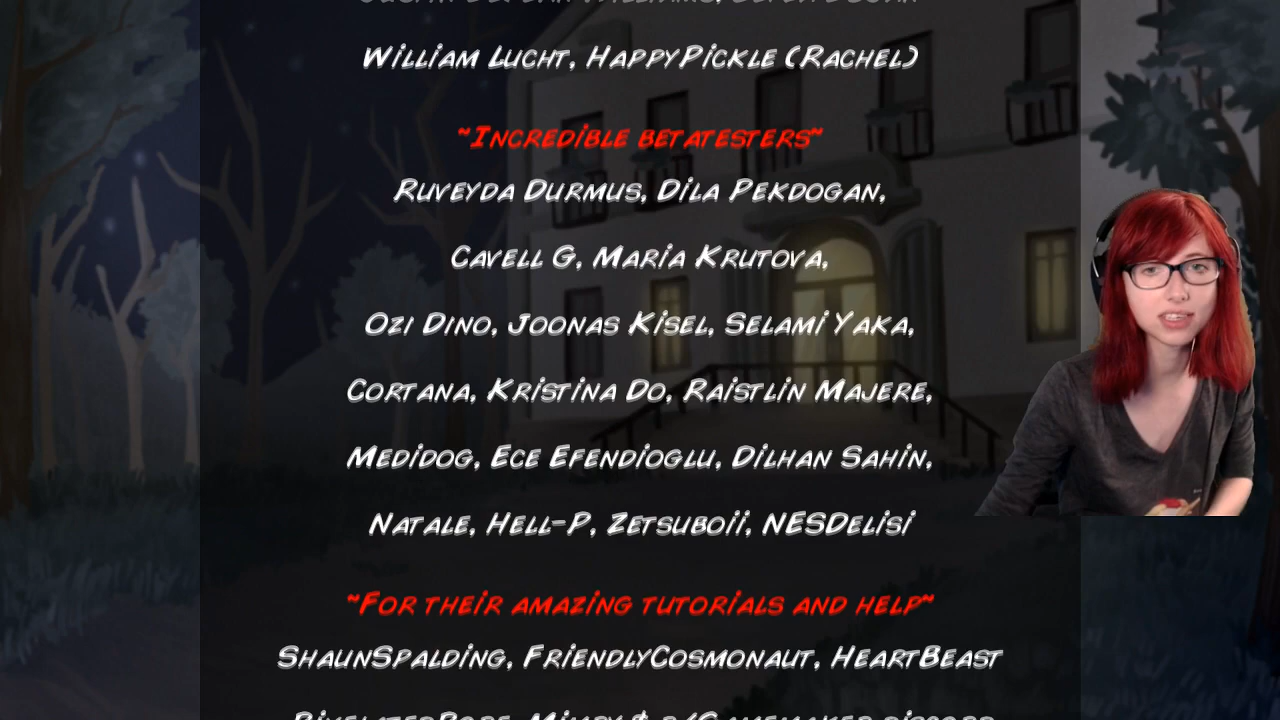 William Lucht, HappyPickle (Rachel)
~Incredible betatesters~
Ruveyda Durmus, Dila Pekdogan,
Cavell G, Maria Krutova,
Ozi Dino, Joonas Kisel, Selami Yaka,
Cortana, Kristina Do, Raistlin Majere,
Medidog, Ece Efendioglu, Dilhan Sahin,
Natale, Hell-P, Zetsuboii, NESDelisi
~For their amazing tutorials and help~
ShaunSpalding, FriendlyCosmonaut, HeartBeast